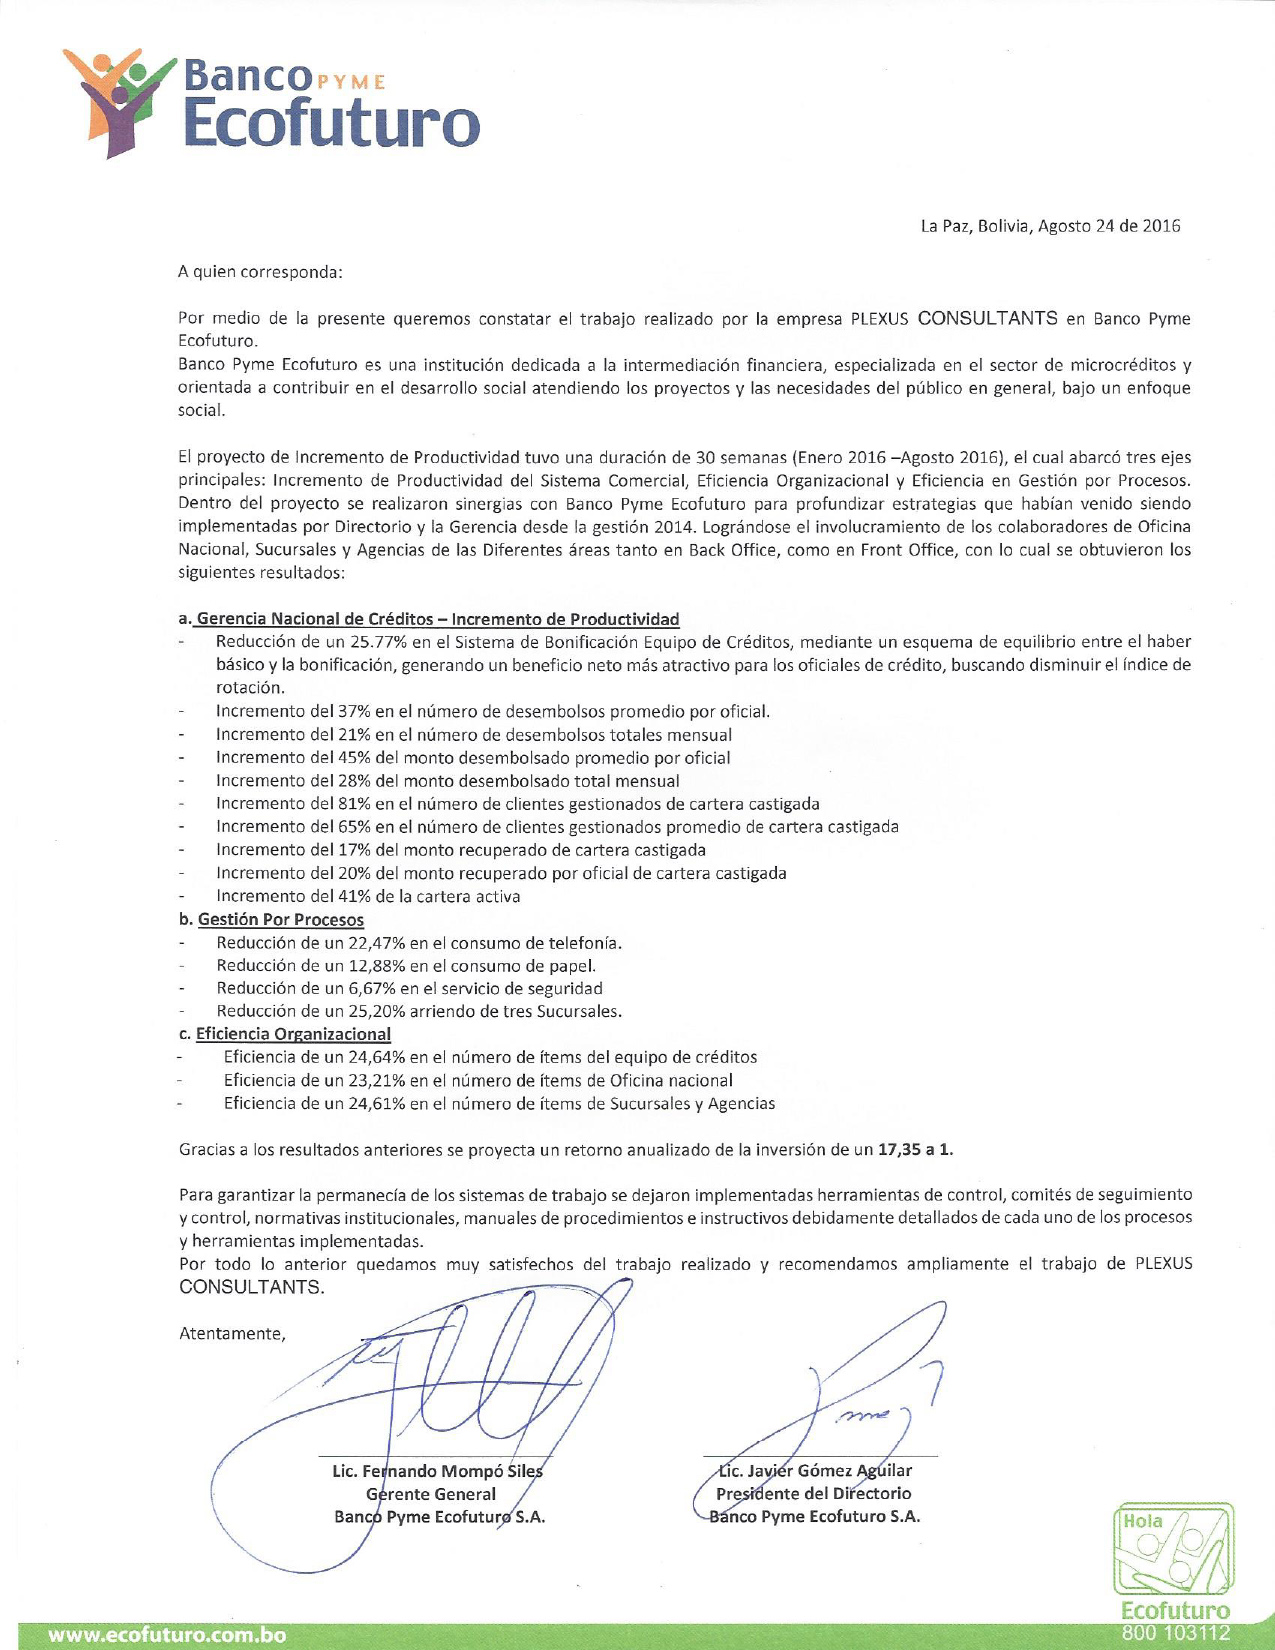 Banco PYME
Ecofuturo
La Paz, Bolivia, Agosto 24 de 2016
A quien corresponda:
Por medio de la presente queremos constatar el trabajo realizado por la empresa PLEXUS CONSULTANTS en Banco Pyme
Ecofuturo.
Banco Pyme Ecofuturo es una institución dedicada a la intermediación financiera, especializada en el sector de microcréditos y
orientada a contribuir en el desarrollo social atendiendo los proyectos y las necesidades del público en general, bajo un enfoque
social.
El proyecto de Incremento de Productividad tuvo una duración de 30 semanas (Enero 2016 –Agosto 2016), el cual abarcó tres ejes
principales: Incremento de Productividad del Sistema Comercial, Eficiencia Organizacional y Eficiencia en Gestión por Procesos.
Dentro del proyecto se realizaron sinergias con Banco Pyme Ecofuturo para profundizar estrategias que habían venido siendo
implementadas por Directorio y la Gerencia desde la gestión 2014. Lográndose el involucramiento de los colaboradores de Oficina
Nacional, Sucursales y Agencias de las Diferentes áreas tanto en Back Office, como en Front Office, con lo cual se obtuvieron los
siguientes resultados:
a. Gerencia Nacional de Créditos – Incremento de Productividad
- Reducción de un 25.77% en el Sistema de Bonificación Equipo de Créditos, mediante un esquema de equilibrio entre el haber
básico y la bonificación, generando un beneficio neto más atractivo para los oficiales de crédito, buscando disminuir el índice de
rotación.
- Incremento del 37% en el número de desembolsos promedio por oficial.
- Incremento del 21% en el número de desembolsos totales mensual
- Incremento del 45% del monto desembolsado promedio por oficial
- Incremento del 28% del monto desembolsado total mensual
- Incremento del 81% en el número de clientes gestionados de cartera castigada
- Incremento del 65% en el número de clientes gestionados promedio de cartera castigada
- Incremento del 17% del monto recuperado de cartera castigada
- Incremento del 20% del monto recuperado por oficial de cartera castigada
- Incremento del 41% de la cartera activa
b. Gestión Por Procesos
- Reducción de un 22,47% en el consumo de telefonía.
- Reducción de un 12,88% en el consumo de papel.
- Reducción de un 6,67% en el servicio de seguridad
- Reducción de un 25,20% arriendo de tres Sucursales.
c. Eficiencia Organizacional
- Eficiencia de un 24,64% en el número de ítems del equipo de créditos
- Eficiencia de un 23,21% en el número de ítems de Oficina nacional
- Eficiencia de un 24,61% en el número de ítems de Sucursales y Agencias
Gracias a los resultados anteriores se proyecta un retorno anualizado de la inversión de un 17,35 a 1.
Para garantizar la permanecía de los sistemas de trabajo se dejaron implementadas herramientas de control, comités de seguimiento
y control, normativas institucionales, manuales de procedimientos e instructivos debidamente detallados de cada uno de los procesos
y herramientas implementadas.
Por todo lo anterior quedamos muy satisfechos del trabajo realizado y recomendamos ampliamente el trabajo de PLEXUS
CONSULTANTS.
Atentamente,
Lic. Fernando Mompó Siles
Gerente General
Banco Pyme Ecofuturo S.A.
Lic. Javier Gómez Aguilar
Presidente del Directorio
Banco Pyme Ecofuturo S.A.
Hola
Ecofuturo
800 103112
www.ecofuturo.com.bo